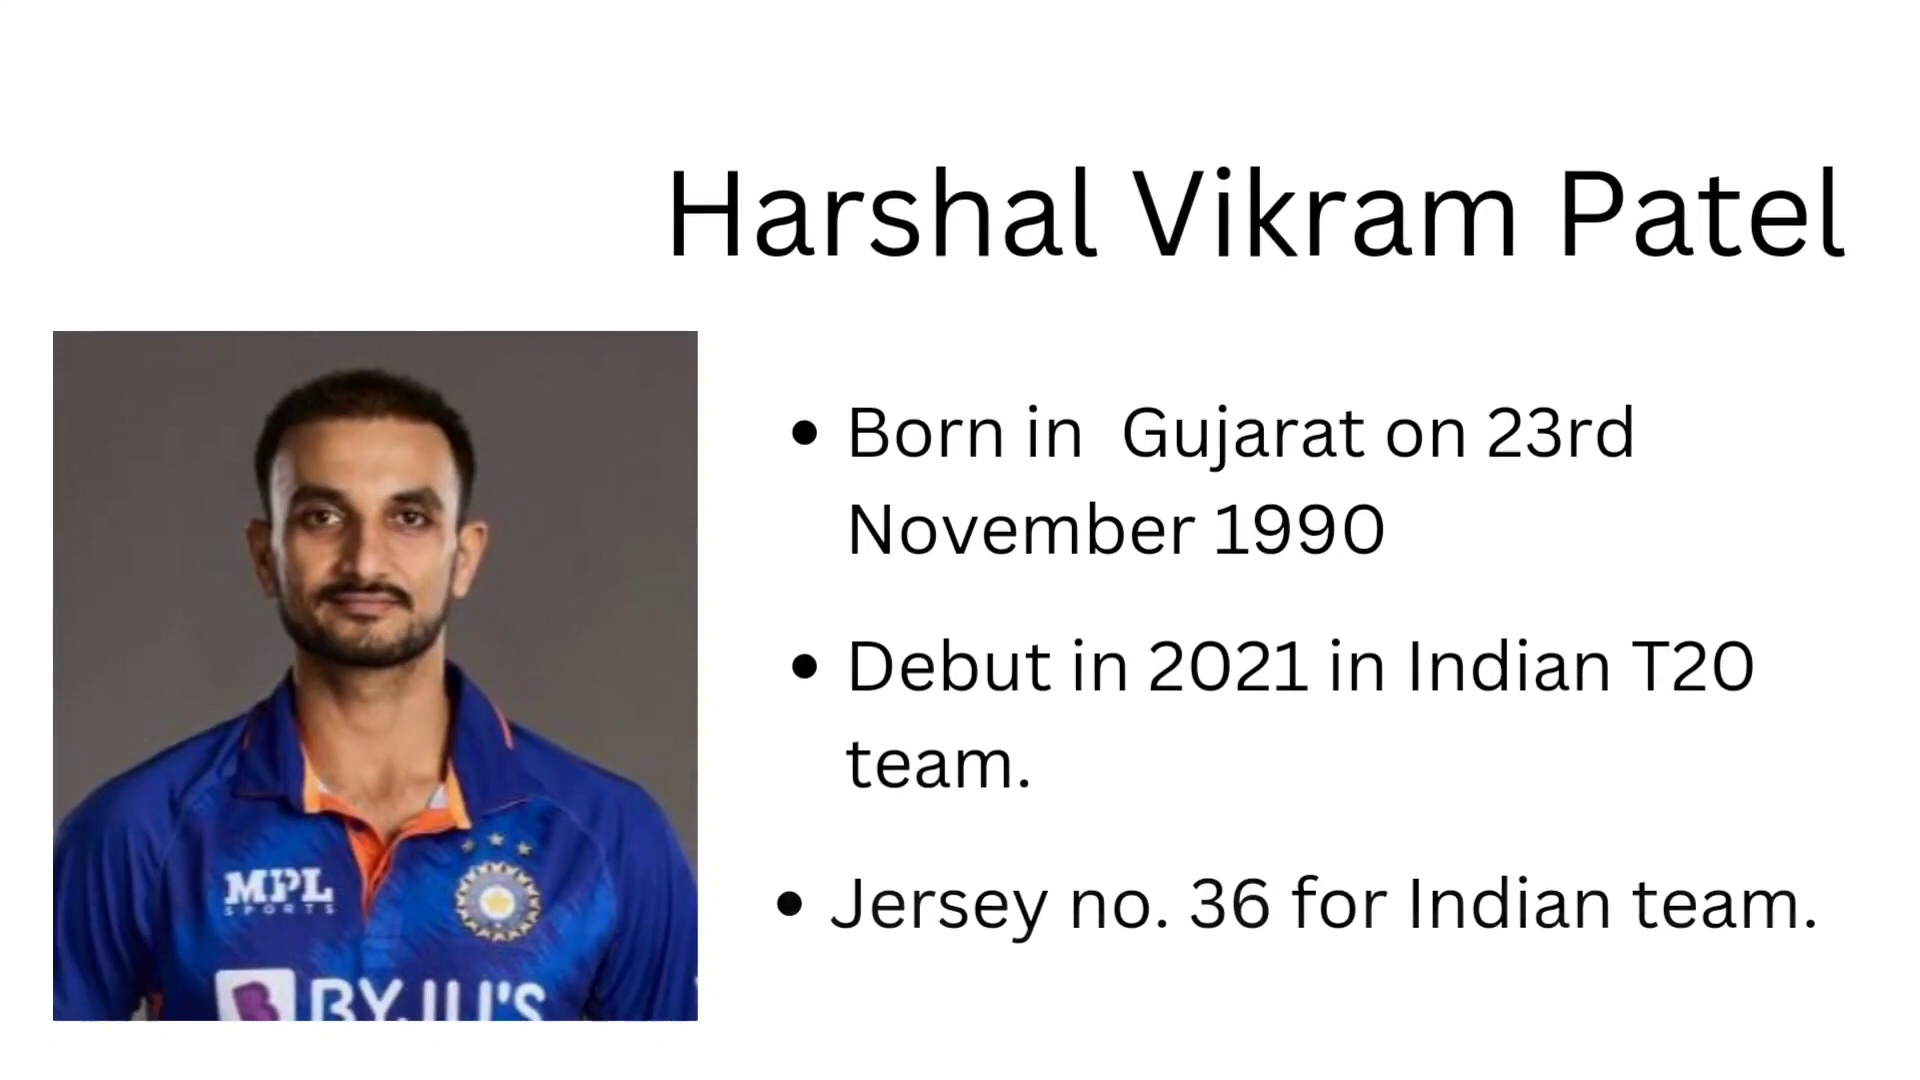 Harshal Vikram Patel
• Born in Gujarat on 23rd
November 1990
• Debut in 2021 in Indian T20
team.
• Jersey no. 36 for Indian team.
MPL
SPORTS
BYJU'S